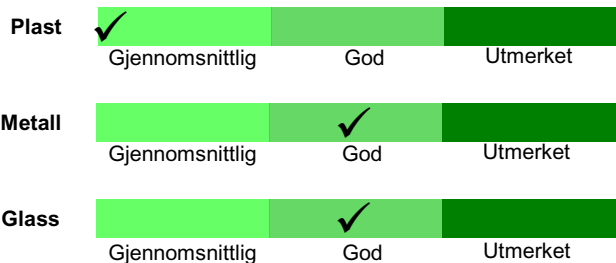 Plast
Gjennomsnittlig God Utmerket
Metall
Gjennomsnittlig God Utmerket
Glass
Gjennomsnittlig God Utmerket